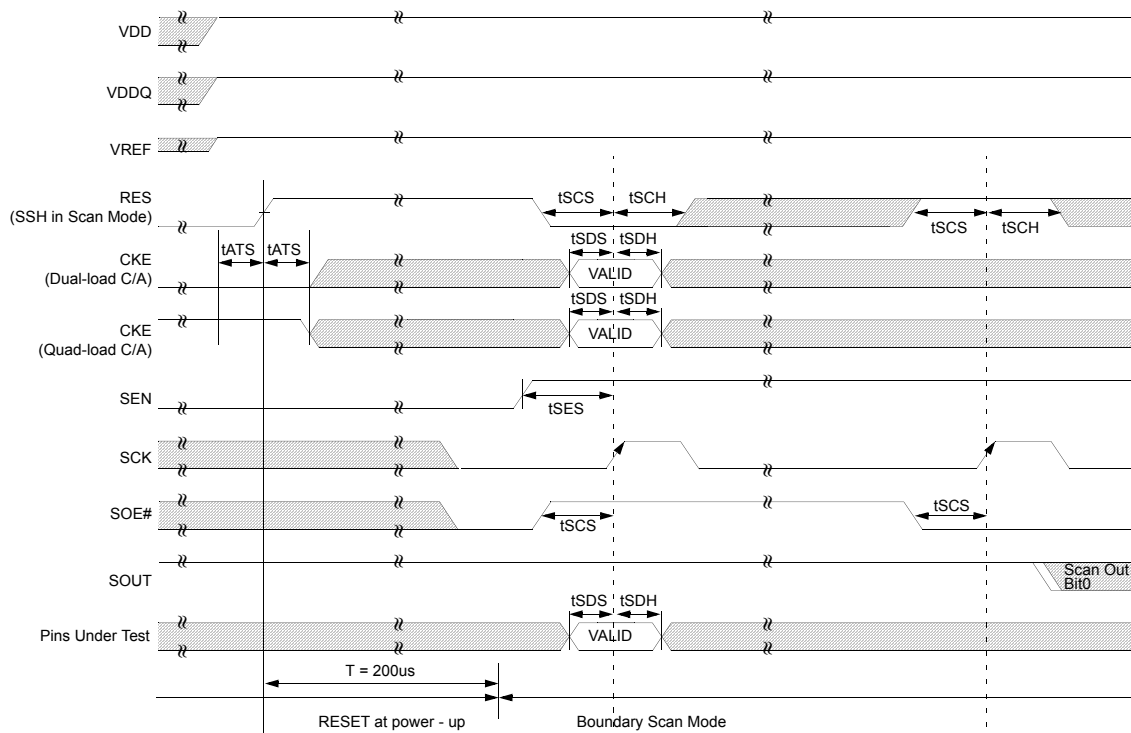 VDD
VDDQ
VREF
RES
(SSH in Scan Mode)
tSCS
tSCH
tSCS
tSCH
tATS
tATS
CKE
(Dual-load C/A)
tSDS
tSDH
VALID
CKE
(Quad-load C/A)
tSDS
tSDH
VALID
SEN
tSES
SCK
SOE#
tSCS
tSCS
SOUT
Scan Out
Bit0
Pins Under Test
tSDS
tSDH
VALID
T = 200us
RESET at power - up
Boundary Scan Mode